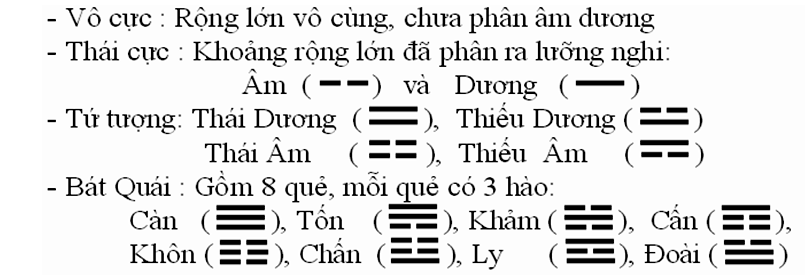 - Vô cực : Rộng lớn vô cùng, chưa phân âm dương
- Thái cực : Khoảng rộng lớn đã phân ra lưỡng nghi:
Âm ( ⚋ ) và Dương ( ⚊ )
- Tứ tượng: Thái Dương ( ⚌ ), Thiếu Dương ( ⚎ )
Thái Âm ( ⚏ ), Thiếu Âm ( ⚍ )
- Bát Quái : Gồm 8 quẻ, mỗi quẻ có 3 hào:
Càn ( ☰ ), Tốn ( ☴ ), Khảm ( ☵ ), Cấn ( ☶ ),
Khôn ( ☷ ), Chấn ( ☳ ), Ly ( ☲ ), Đoài ( ☱ )